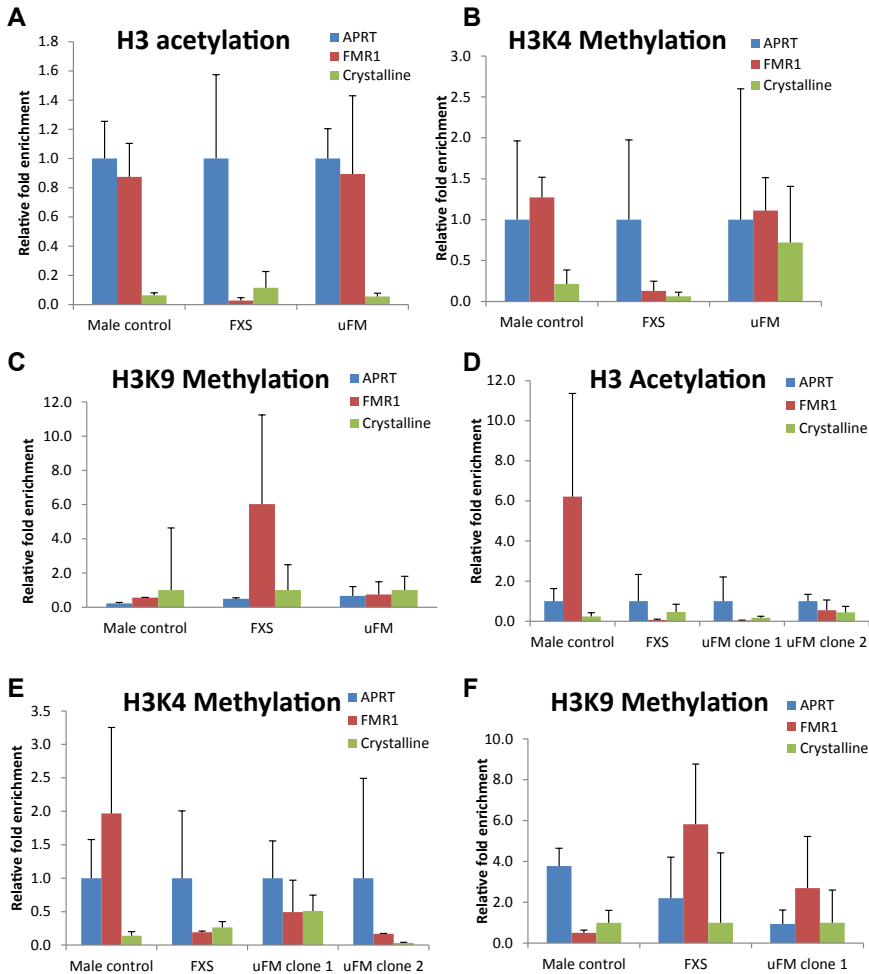 A
H3 acetylation
APRT
FMR1
Crystalline
Relative fold enrichment
1.8
1.6
1.4
1.2
1.0
0.8
0.6
0.4
0.2
0.0
Male control
FXS
uFM
B
H3K4 Methylation
APRT
FMR1
Crystalline
Relative fold enrichment
3.0
2.5
2.0
1.5
1.0
0.5
0.0
Male control
FXS
uFM
C
H3K9 Methylation
APRT
FMR1
Crystalline
Relative fold enrichment
12.0
10.0
8.0
6.0
4.0
2.0
0.0
Male control
FXS
uFM
D
H3 Acetylation
APRT
FMR1
Crystalline
Relative fold enrichment
12.0
10.0
8.0
6.0
4.0
2.0
0.0
Male control
FXS
uFM clone 1
uFM clone 2
E
H3K4 Methylation
APRT
FMR1
Crystalline
Relative fold enrichment
3.5
3.0
2.5
2.0
1.5
1.0
0.5
0.0
Male control
FXS
uFM clone 1
uFM clone 2
F
H3K9 Methylation
APRT
FMR1
Crystalline
Relative fold enrichment
10.0
8.0
6.0
4.0
2.0
0.0
Male control
FXS
uFM clone 1